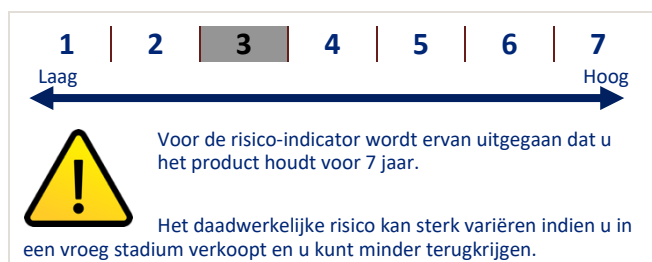 1 2 3 4 5 6 7
Laag Hoog
Voor de risico-indicator wordt ervan uitgegaan dat u
het product houdt voor 7 jaar.
Het daadwerkelijke risico kan sterk variëren indien u in
een vroeg stadium verkoopt en u kunt minder terugkrijgen.